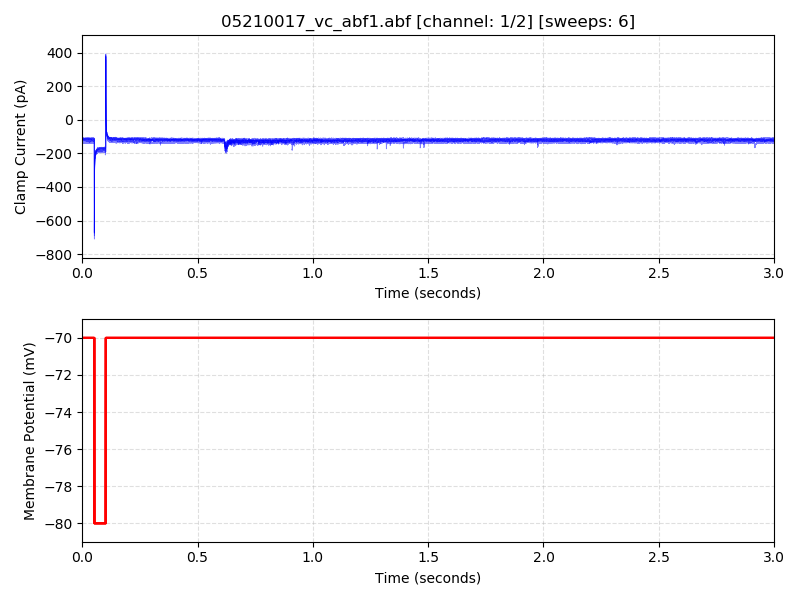 05210017_vc_abf1.abf [channel: 1/2] [sweeps: 6]
Clamp Current (pA)
400
200
0
−200
−400
−600
−800
0.0 0.5 1.0 1.5 2.0 2.5 3.0
Time (seconds)
Membrane Potential (mV)
−70
−72
−74
−76
−78
−80
0.0 0.5 1.0 1.5 2.0 2.5 3.0
Time (seconds)